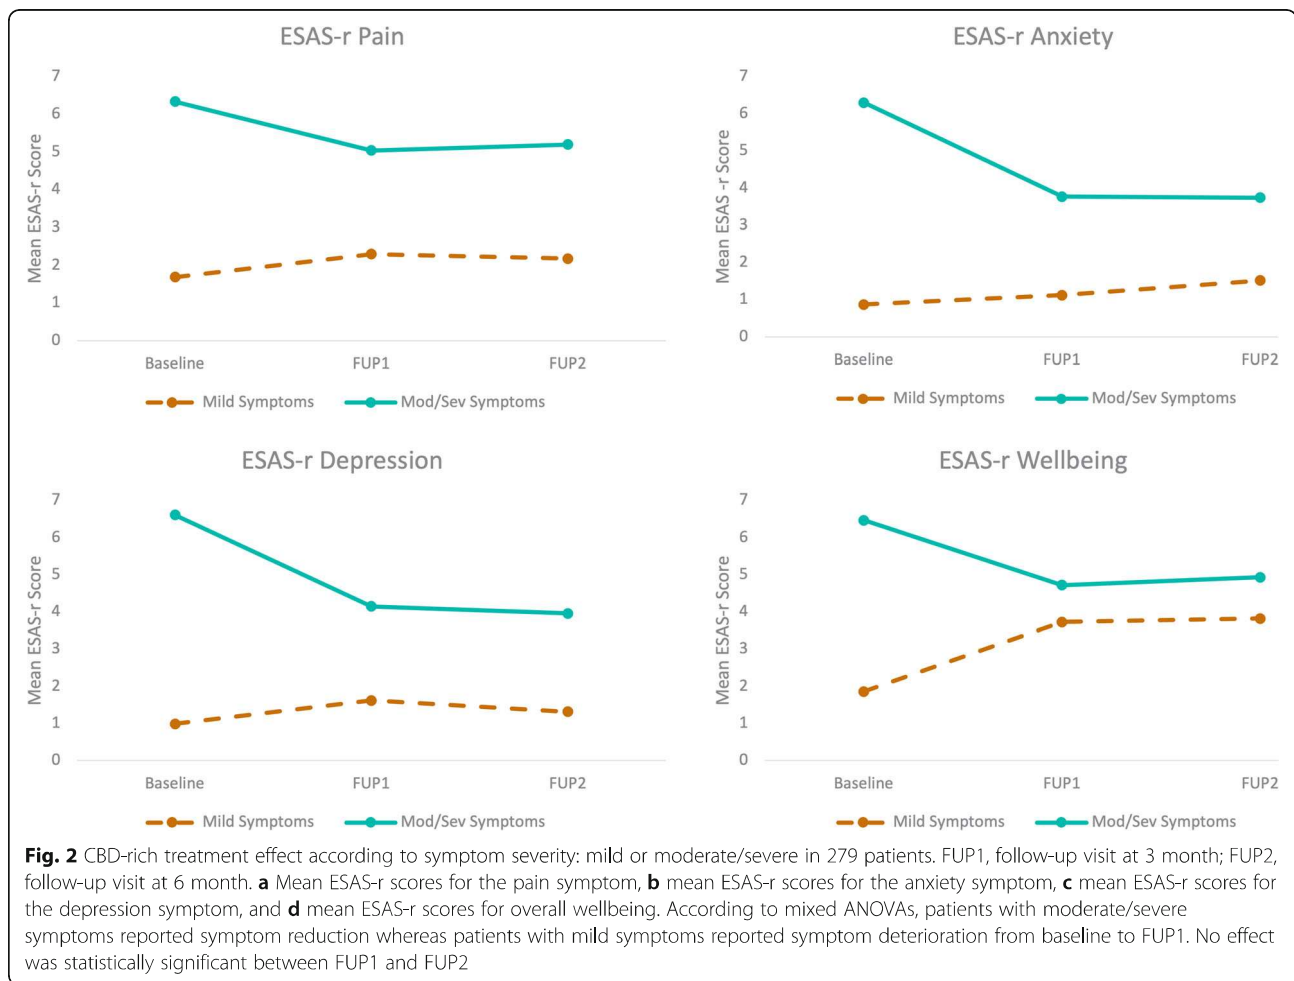 ESAS-r Pain
Mean ESAS-r Score
7
6
5
4
3
2
1
0
Baseline
FUP1
FUP2
Mild Symptoms
Mod/Sev Symptoms
ESAS-r Anxiety
Mean ESAS -r Score
7
6
5
4
3
2
1
0
Baseline
FUP1
FUP2
Mild Symptoms
Mod/Sev Symptoms
ESAS-r Depression
Mean ESAS-r Score
7
6
5
4
3
2
1
0
Baseline
FUP1
FUP2
Mild Symptoms
Mod/Sev Symptoms
ESAS-r Wellbeing
Mean ESAS-r Score
7
6
5
4
3
2
1
0
Baseline
FUP1
FUP2
Mild Symptoms
Mod/Sev Symptoms
Fig. 2 CBD-rich treatment effect according to symptom severity: mild or moderate/severe in 279 patients. FUP1, follow-up visit at 3 month; FUP2,
follow-up visit at 6 month. a Mean ESAS-r scores for the pain symptom, b mean ESAS-r scores for the anxiety symptom, c mean ESAS-r scores for
the depression symptom, and d mean ESAS-r scores for overall wellbeing. According to mixed ANOVAs, patients with moderate/severe
symptoms reported symptom reduction whereas patients with mild symptoms reported symptom deterioration from baseline to FUP1. No effect
was statistically significant between FUP1 and FUP2